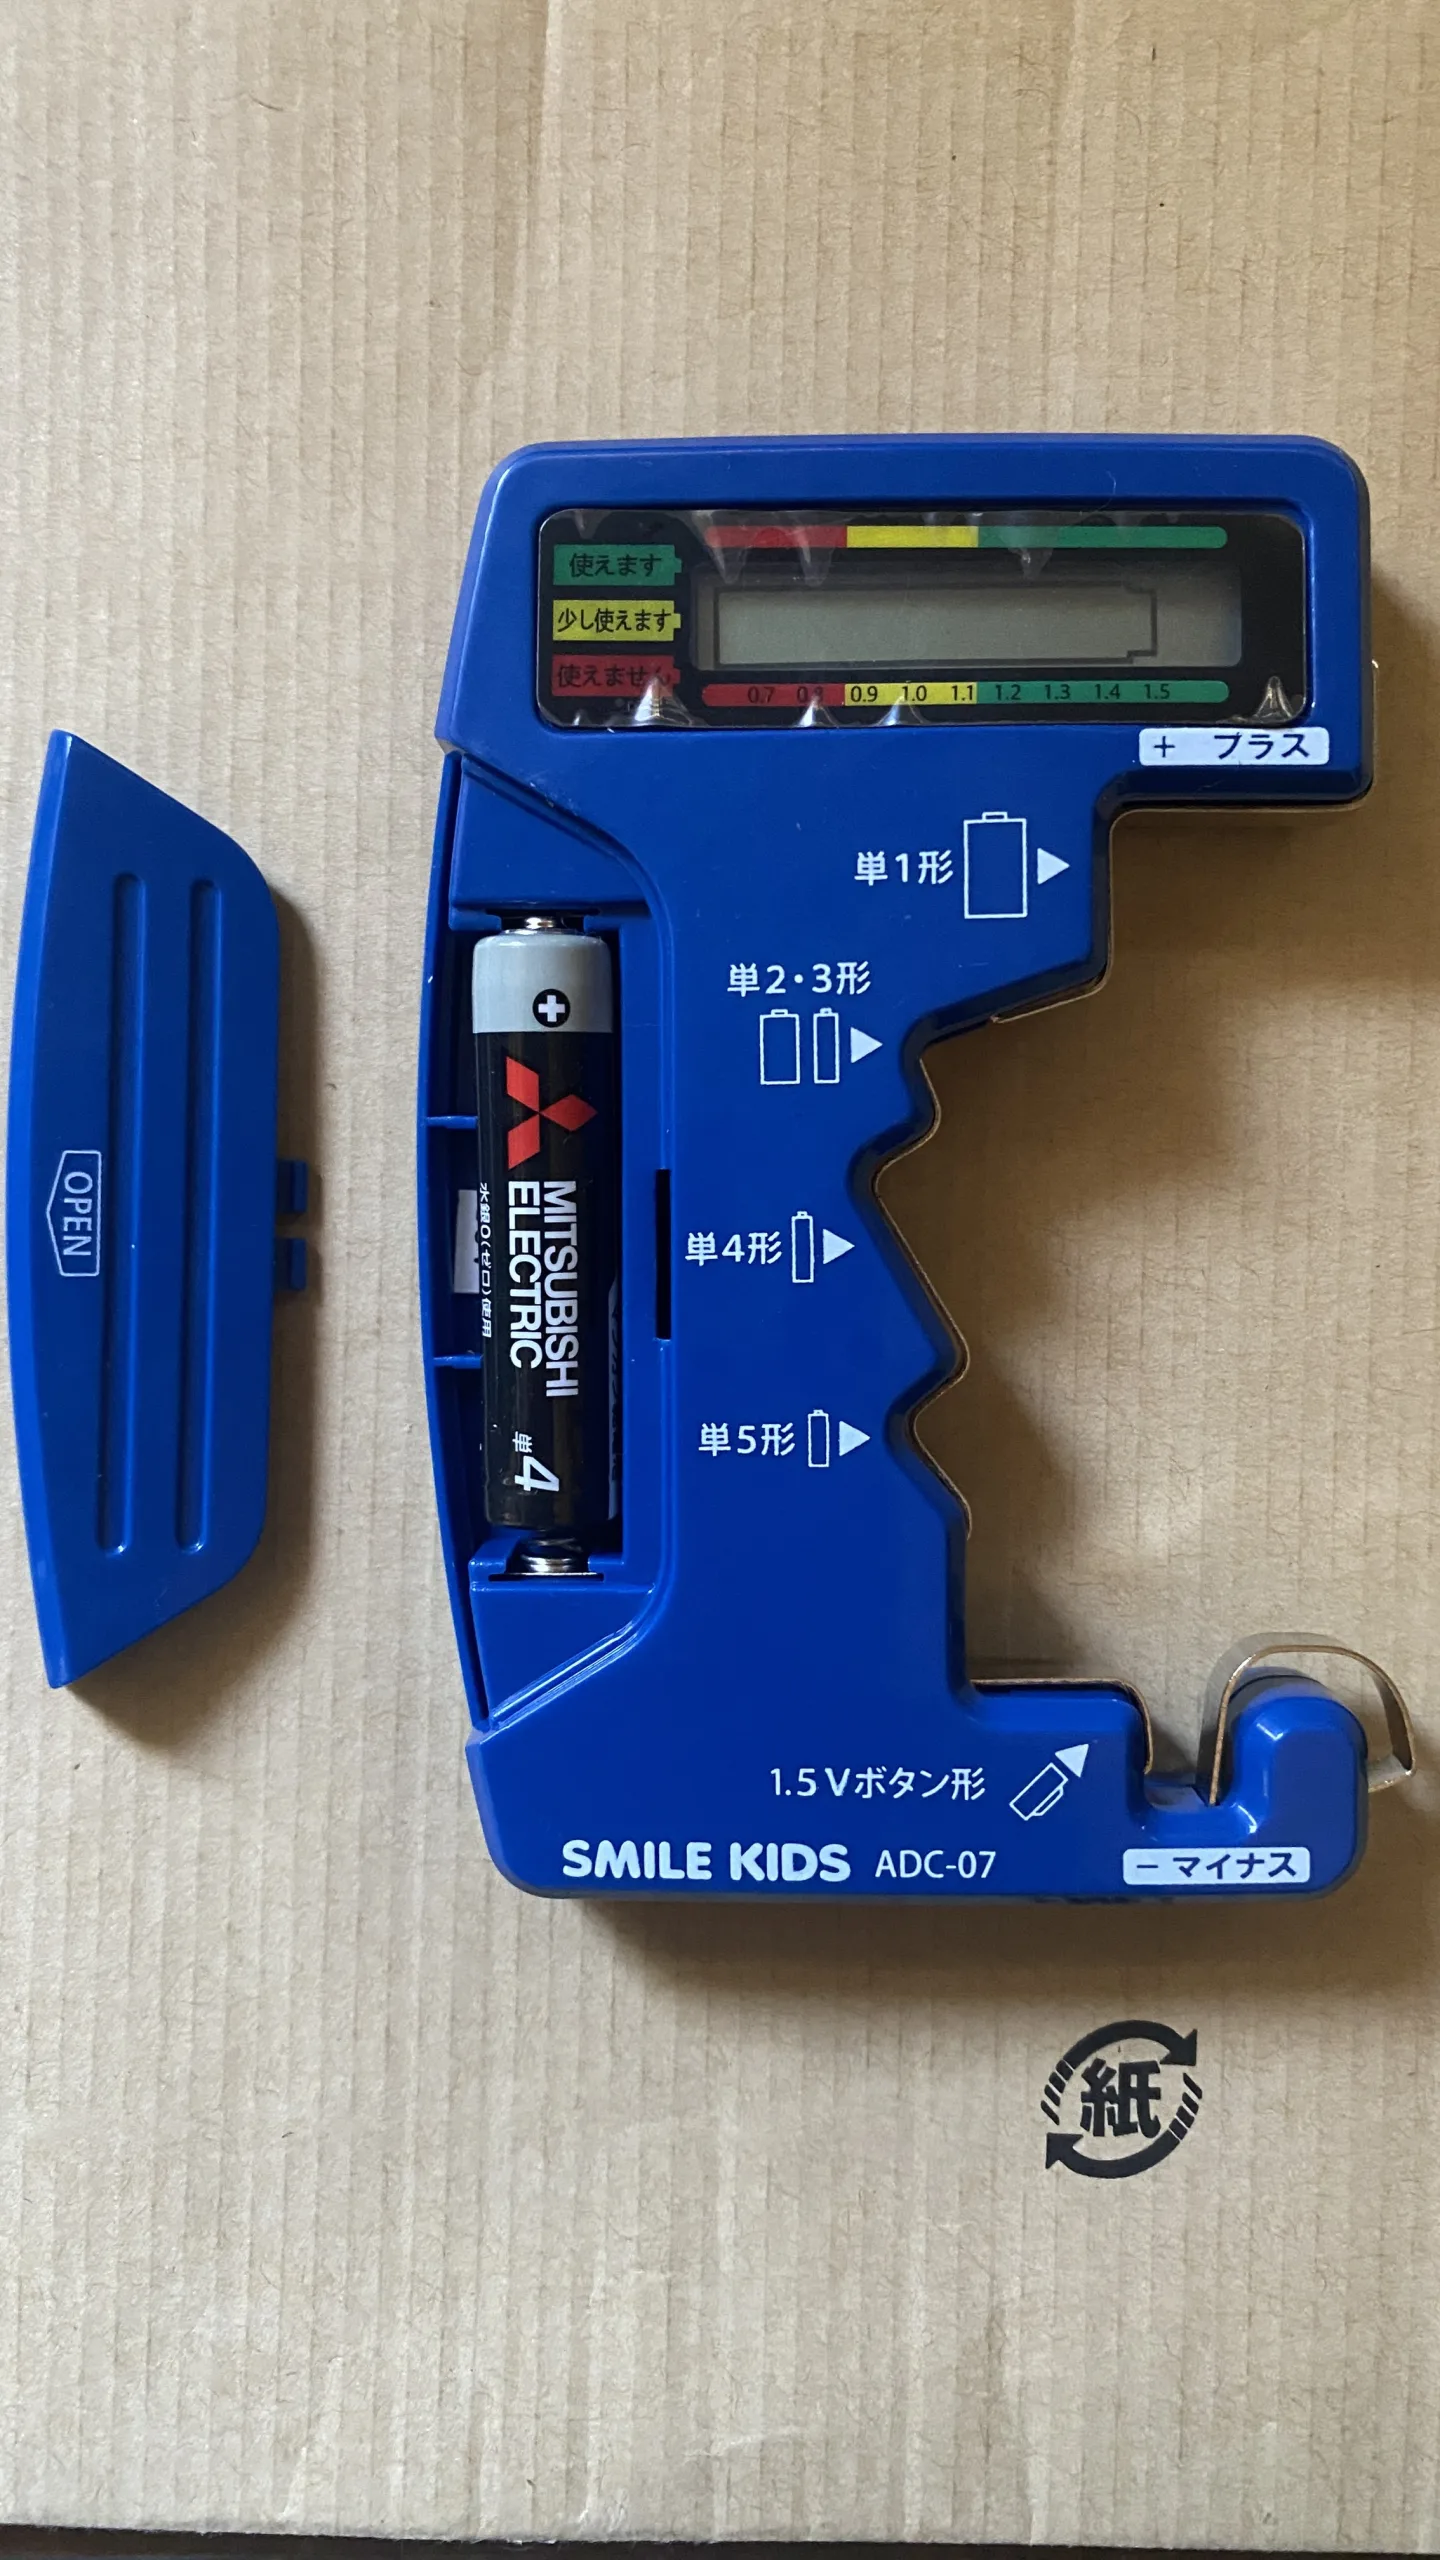 使えます
少し使えます
使えません
0.7 0.8 0.9 1.0 1.1 1.2 1.3 1.4 1.5
+ プラス
単1形
単2・3形
単4形
単5形
1.5Vボタン形
SMILE KIDS ADC-07
− マイナス
OPEN
MITSUBISHI
ELECTRIC
水銀0(ゼロ)使用
単4
紙